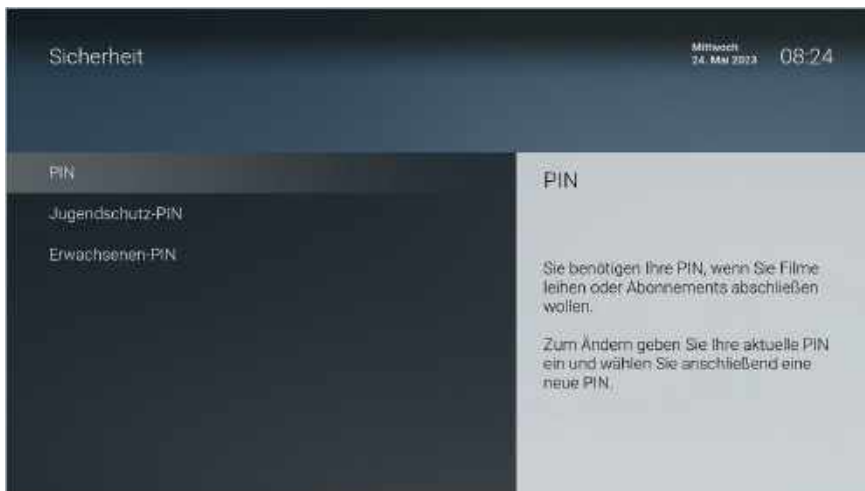 Sicherheit
Mittwoch
24. Mai 2023
08:24
PIN
Jugendschutz-PIN
Erwachsenen-PIN
PIN
Sie benötigen Ihre PIN, wenn Sie Filme
leihen oder Abonnements abschließen
wollen.
Zum Ändern geben Sie Ihre aktuelle PIN
ein und wählen Sie anschließend eine
neue PIN.